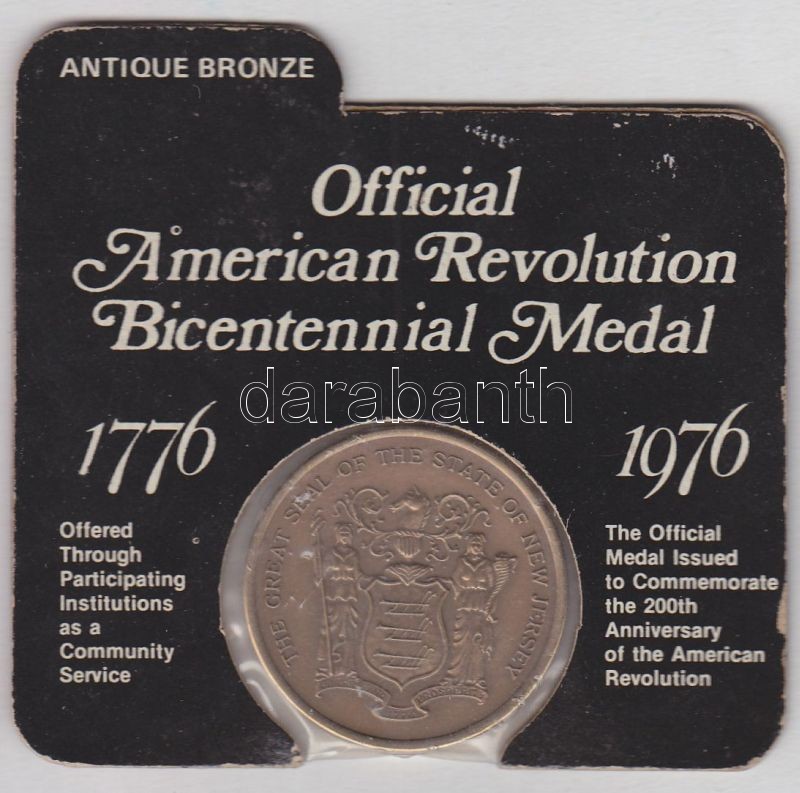 ANTIQUE BRONZE
Official
American Revolution
Bicentennial Medal
darabanth
1776
1976
Offered
Through
Participating
Institutions
as a
Community
Service
THE GREAT SEAL OF THE STATE OF NEW JERSEY
PROSPERITY
1776
The Official
Medal Issued
to Commemorate
the 200th
Anniversary
of the American
Revolution